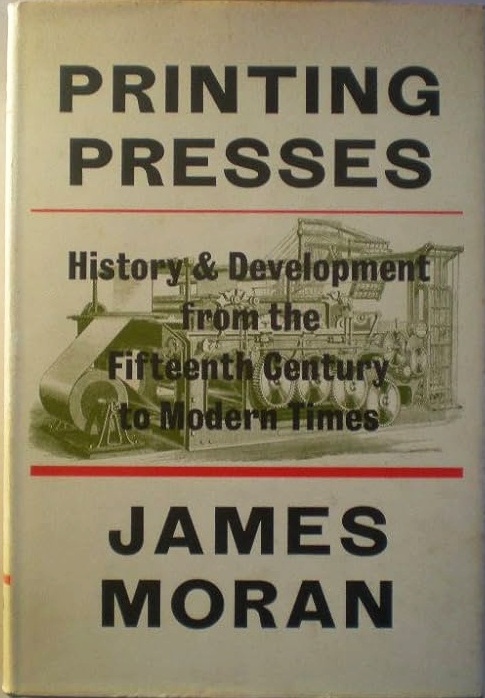 PRINTING
PRESSES
History & Development
from the
Fifteenth Century
to Modern Times
JAMES
MORAN